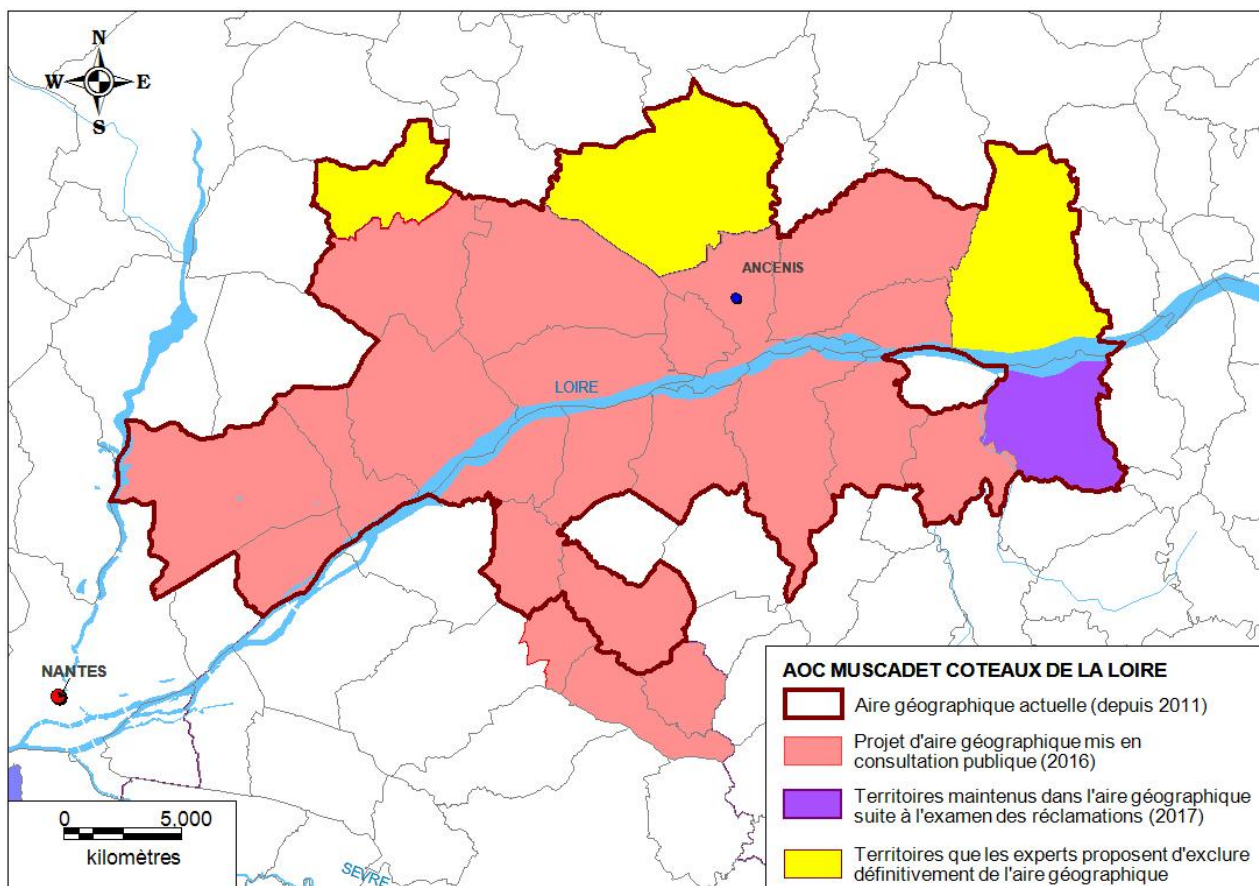 N
W E
S
ANCENIS
LOIRE
NANTES
SEVRE
0 5,000
kilomètres
AOC MUSCADET COTEAUX DE LA LOIRE
Aire géographique actuelle (depuis 2011)
Projet d'aire géographique mis en
consultation publique (2016)
Territoires maintenus dans l'aire géographique
suite à l'examen des réclamations (2017)
Territoires que les experts proposent d'exclure
définitivement de l'aire géographique